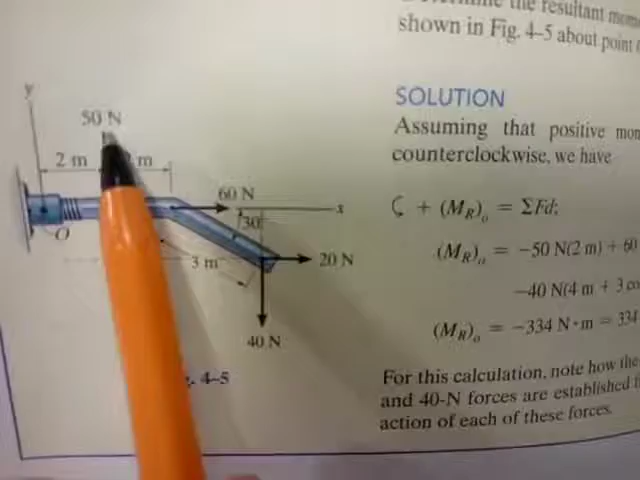 the resultant
shown in Fig. 4–5 about point
SOLUTION
Assuming that positive
counterclockwise, we have
ζ + (M_R)_o = ΣFd;
(M_R)_o = −50 N(2 m) + 60
−40 N(4 m + 3
(M_R)_o = −334 N·m = 334
For this calculation, note how the
and 40-N forces are established
action of each of these forces.
y
50 N
2 m
m
60 N
x
30
O
3 m
20 N
40 N
4–5